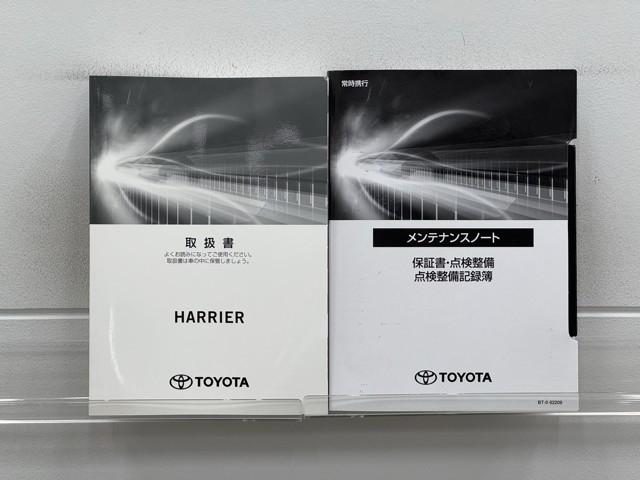 取扱書
よくお読みになってご使用ください。
取扱書は車の中に保管しましょう。
HARRIER
TOYOTA
常時携行
メンテナンスノート
保証書・点検整備
点検整備記録簿
TOYOTA